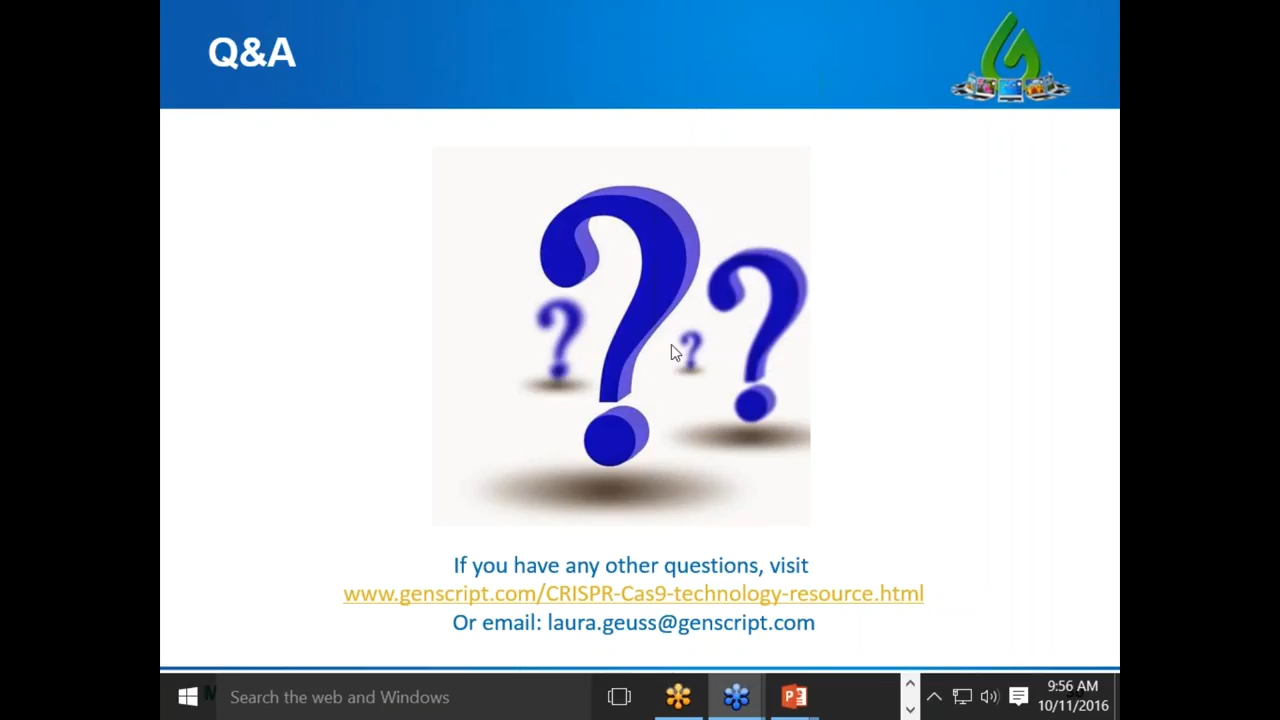 Q&A
If you have any other questions, visit
www.genscript.com/CRISPR-Cas9-technology-resource.html
Or email: laura.geuss@genscript.com
Search the web and Windows
9:56 AM
10/11/2016